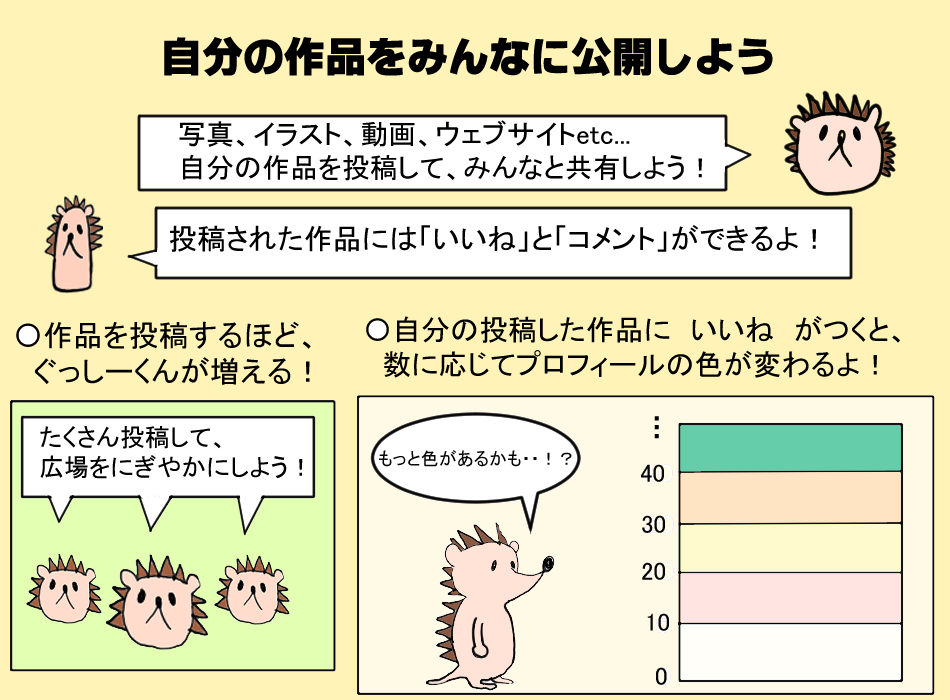 自分の作品をみんなに公開しよう
写真、イラスト、動画、ウェブサイトetc...
自分の作品を投稿して、みんなと共有しよう！
投稿された作品には「いいね」と「コメント」ができるよ！
○作品を投稿するほど、
ぐっしーくんが増える！
たくさん投稿して、
広場をにぎやかにしよう！
○自分の投稿した作品に　いいね　がつくと、
数に応じてプロフィールの色が変わるよ！
もっと色があるかも・・！？
⋮
40
30
20
10
0